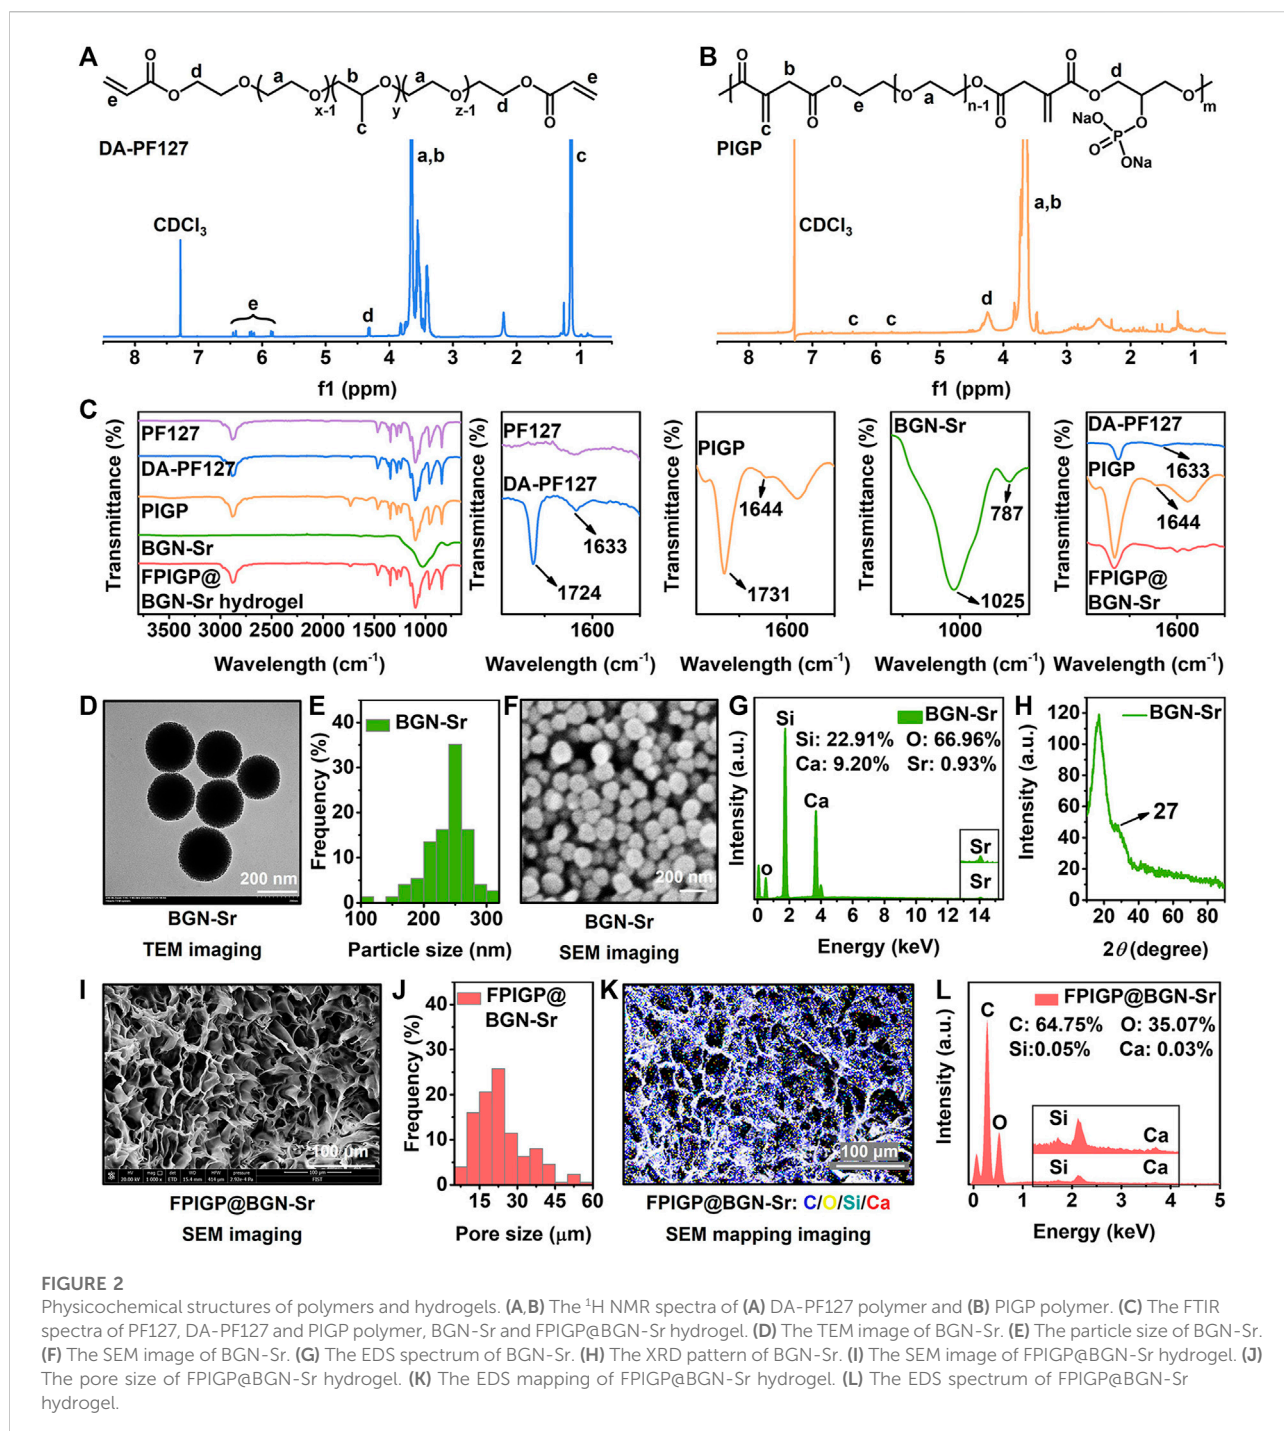 A
DA-PF127
CDCl₃
e
d
a,b
c
O
O
d
O
a
O
x-1
b
O
y
c
a
O
z-1
O
d
O
e
e
8 7 6 5 4 3 2 1
f1 (ppm)
B
PIGP
CDCl₃
c c
d
a,b
O
b
c
O
O
e
O
a
n-1
O
O
O
O
d
O
O
m
NaO
P
O
ONa
8 7 6 5 4 3 2 1
f1 (ppm)
C
Transmittance (%)
PF127
DA-PF127
PIGP
BGN-Sr
FPIGP@
BGN-Sr hydrogel
3500 3000 2500 2000 1500 1000
Wavelength (cm⁻¹)
Transmittance (%)
PF127
DA-PF127
1633
1724
1600
Wavelength (cm⁻¹)
Transmittance (%)
PIGP
1644
1731
1600
Wavelength (cm⁻¹)
Transmittance (%)
BGN-Sr
787
1025
1000
Wavelength (cm⁻¹)
Transmittance (%)
DA-PF127
1633
PIGP
1644
FPIGP@
BGN-Sr
1600
Wavelength (cm⁻¹)
D
200 nm
BGN-Sr
TEM imaging
E
BGN-Sr
Frequency (%)
40
30
20
10
0
100 200 300
Particle size (nm)
F
200 nm
BGN-Sr
SEM imaging
G
Intensity (a.u.)
Si
BGN-Sr
Si: 22.91% O: 66.96%
Ca: 9.20% Sr: 0.93%
Ca
O
Sr
Sr
0 2 4 6 8 10 12 14 16
Energy (keV)
H
Intensity (a.u.)
BGN-Sr
27
120
100
80
60
40
20
0
20 40 60 80
2θ (degree)
I
100 μm
FPIGP@BGN-Sr
SEM imaging
J
FPIGP@
BGN-Sr
Frequency (%)
40
30
20
10
0
15 30 45 60
Pore size (μm)
K
100 μm
FPIGP@BGN-Sr: C/O/Si/Ca
SEM mapping imaging
L
Intensity (a.u.)
FPIGP@BGN-Sr
C: 64.75% O: 35.07%
Si:0.05% Ca: 0.03%
C
O
Si Ca
Si Ca
0 1 2 3 4 5
Energy (keV)
FIGURE 2
Physicochemical structures of polymers and hydrogels. (A,B) The ¹H NMR spectra of (A) DA-PF127 polymer and (B) PIGP polymer. (C) The FTIR
spectra of PF127, DA-PF127 and PIGP polymer, BGN-Sr and FPIGP@BGN-Sr hydrogel. (D) The TEM image of BGN-Sr. (E) The particle size of BGN-Sr.
(F) The SEM image of BGN-Sr. (G) The EDS spectrum of BGN-Sr. (H) The XRD pattern of BGN-Sr. (I) The SEM image of FPIGP@BGN-Sr hydrogel. (J)
The pore size of FPIGP@BGN-Sr hydrogel. (K) The EDS mapping of FPIGP@BGN-Sr hydrogel. (L) The EDS spectrum of FPIGP@BGN-Sr
hydrogel.